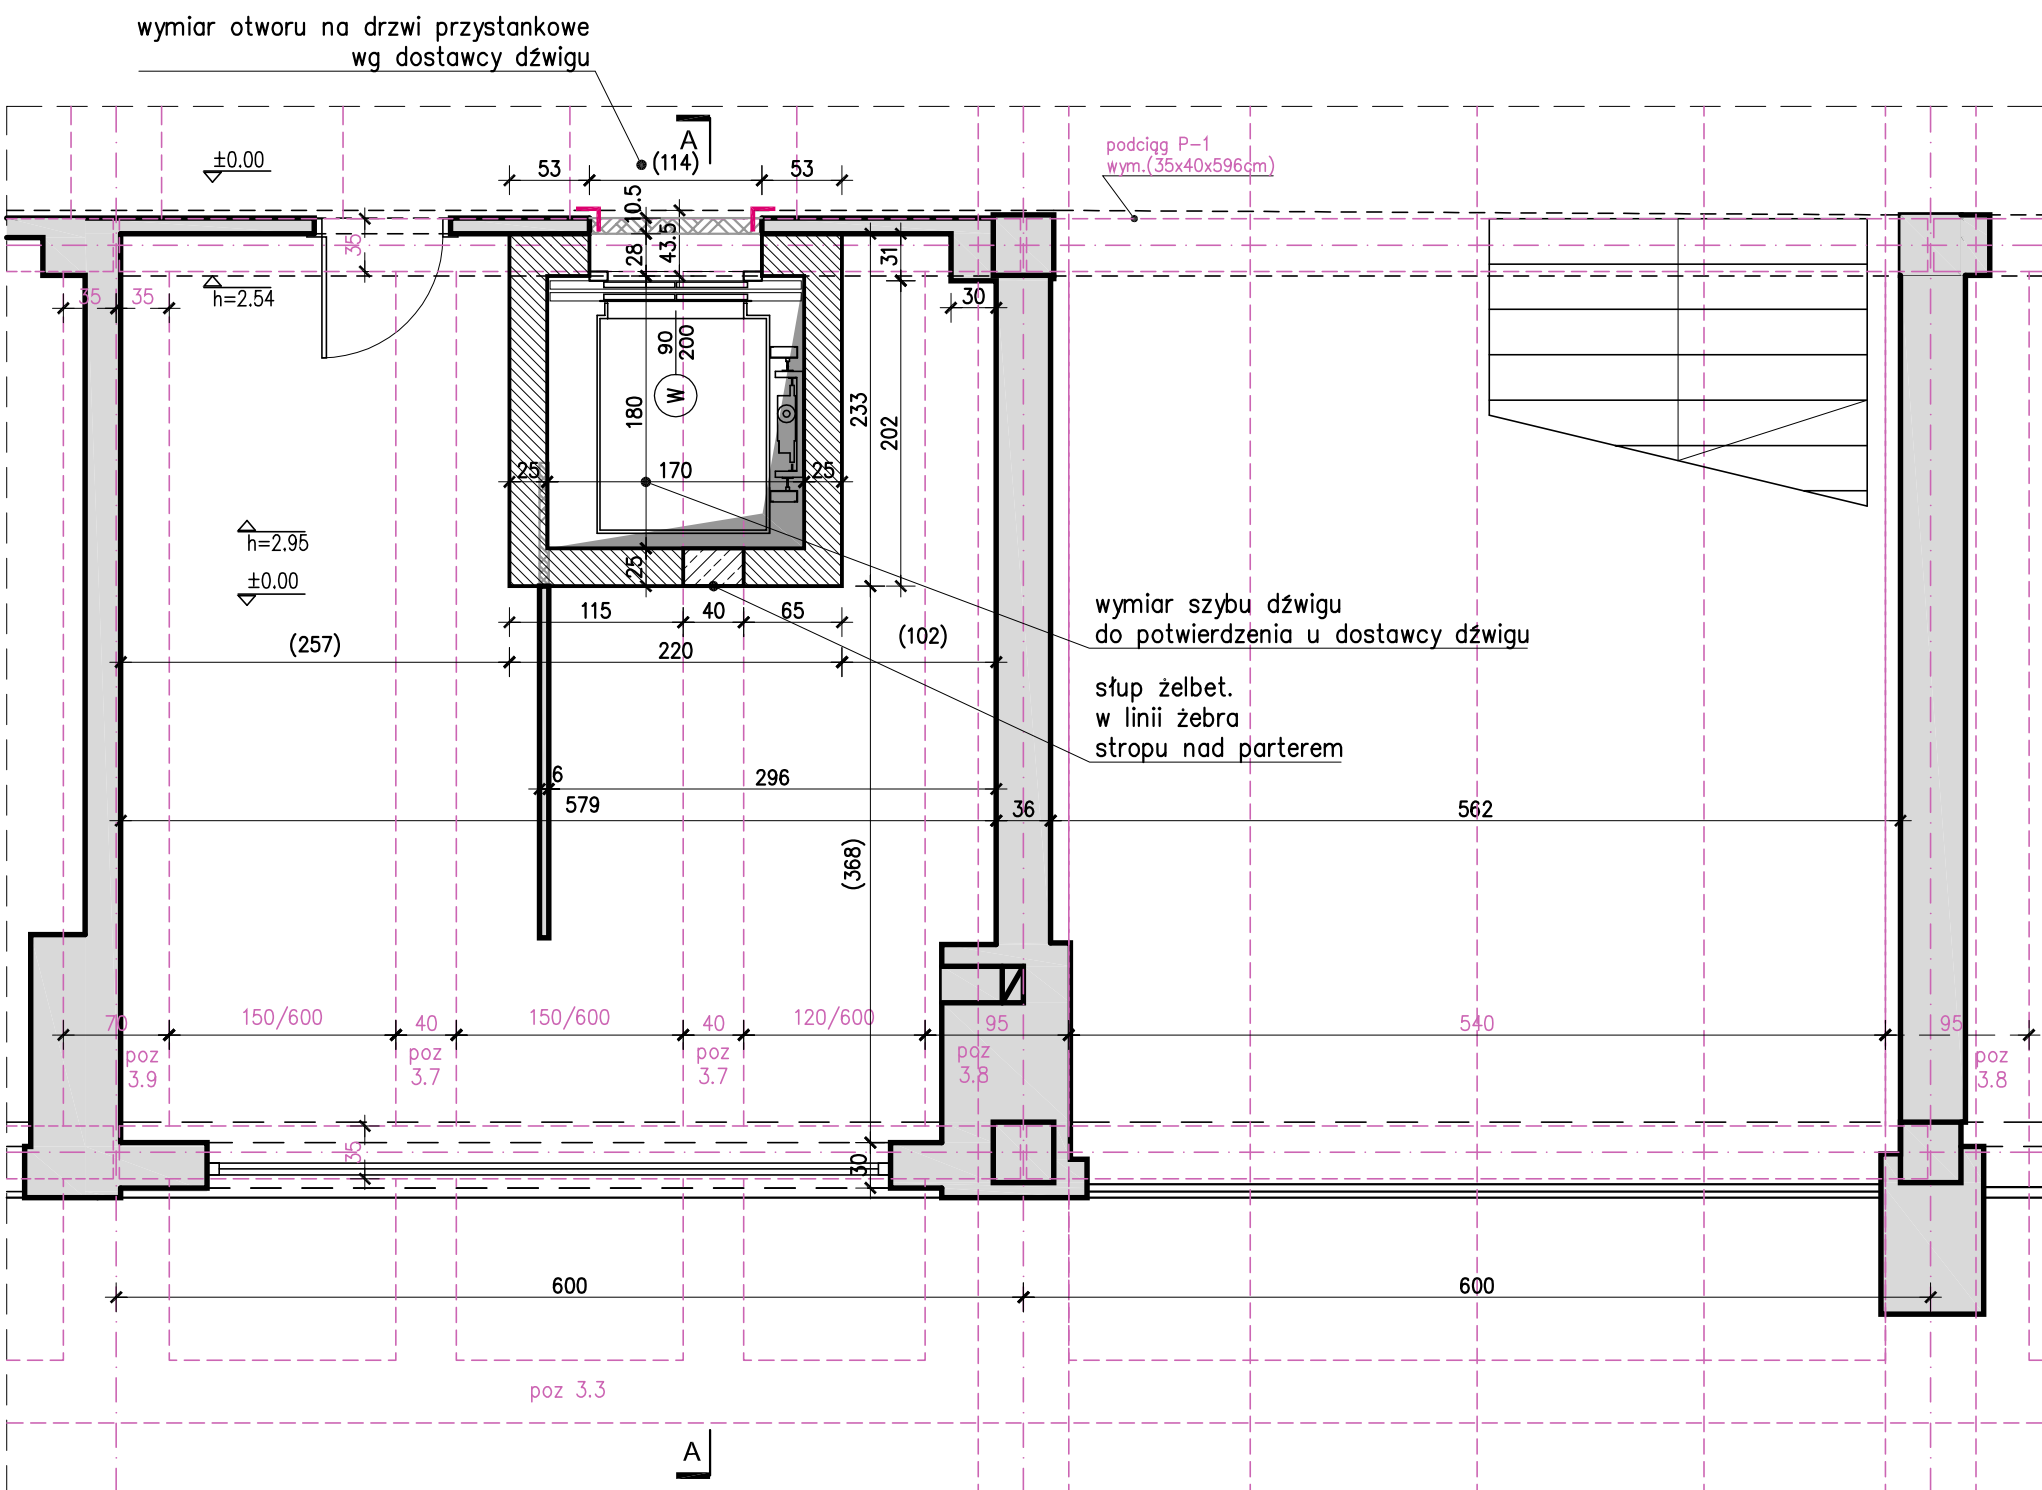 wymiar otworu na drzwi przystankowe
wg dostawcy dźwigu
A
podciąg P-1
wym.(35x40x596cm)
±0.00
53
(114)
53
10.5
28
43.5
31
35
h=2.54
35
35
30
90
200
W
180
233
202
25
170
25
h=2.95
±0.00
25
115
40
65
220
(257)
(102)
wymiar szybu dźwigu
do potwierdzenia u dostawcy dźwigu
słup żelbet.
w linii żebra
stropu nad parterem
6
296
579
36
562
(368)
70
150/600
40
150/600
40
120/600
95
540
95
poz
3.9
poz
3.7
poz
3.7
poz
3.8
poz
3.8
35
30
600
600
poz 3.3
A